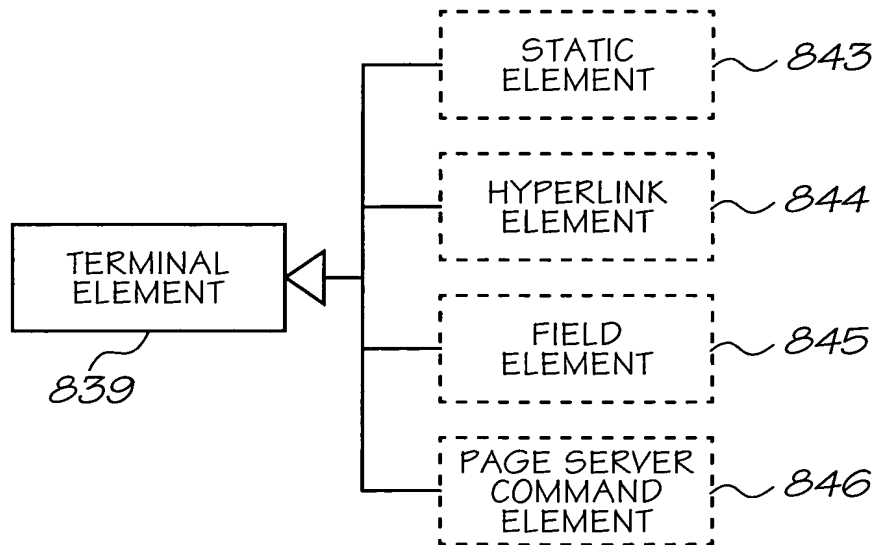 STATIC
ELEMENT
843
HYPERLINK
ELEMENT
844
TERMINAL
ELEMENT
839
FIELD
ELEMENT
845
PAGE SERVER
COMMAND
ELEMENT
846